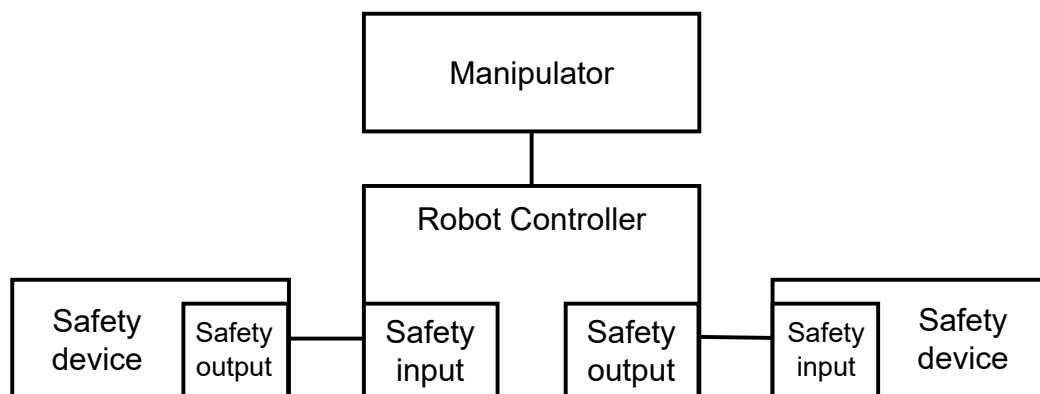 Manipulator
Robot Controller
Safety
device
Safety
output
Safety
input
Safety
output
Safety
input
Safety
device